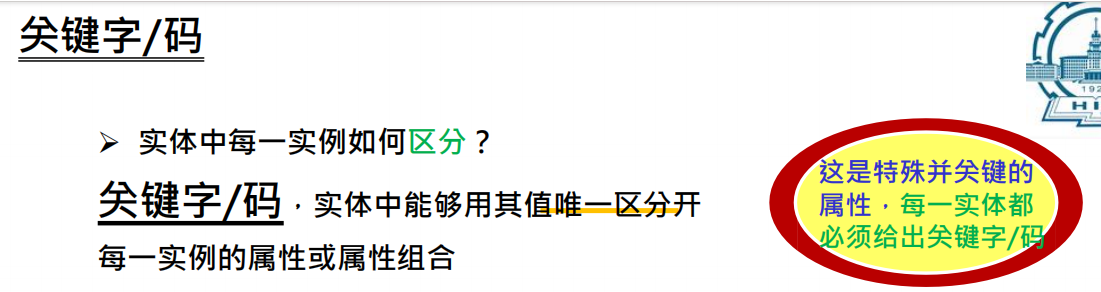 关键字/码
➢ 实体中每一实例如何区分？
关键字/码，实体中能够用其值唯一区分开
每一实例的属性或属性组合
这是特殊并关键的
属性，每一实体都
必须给出关键字/码
192
HI